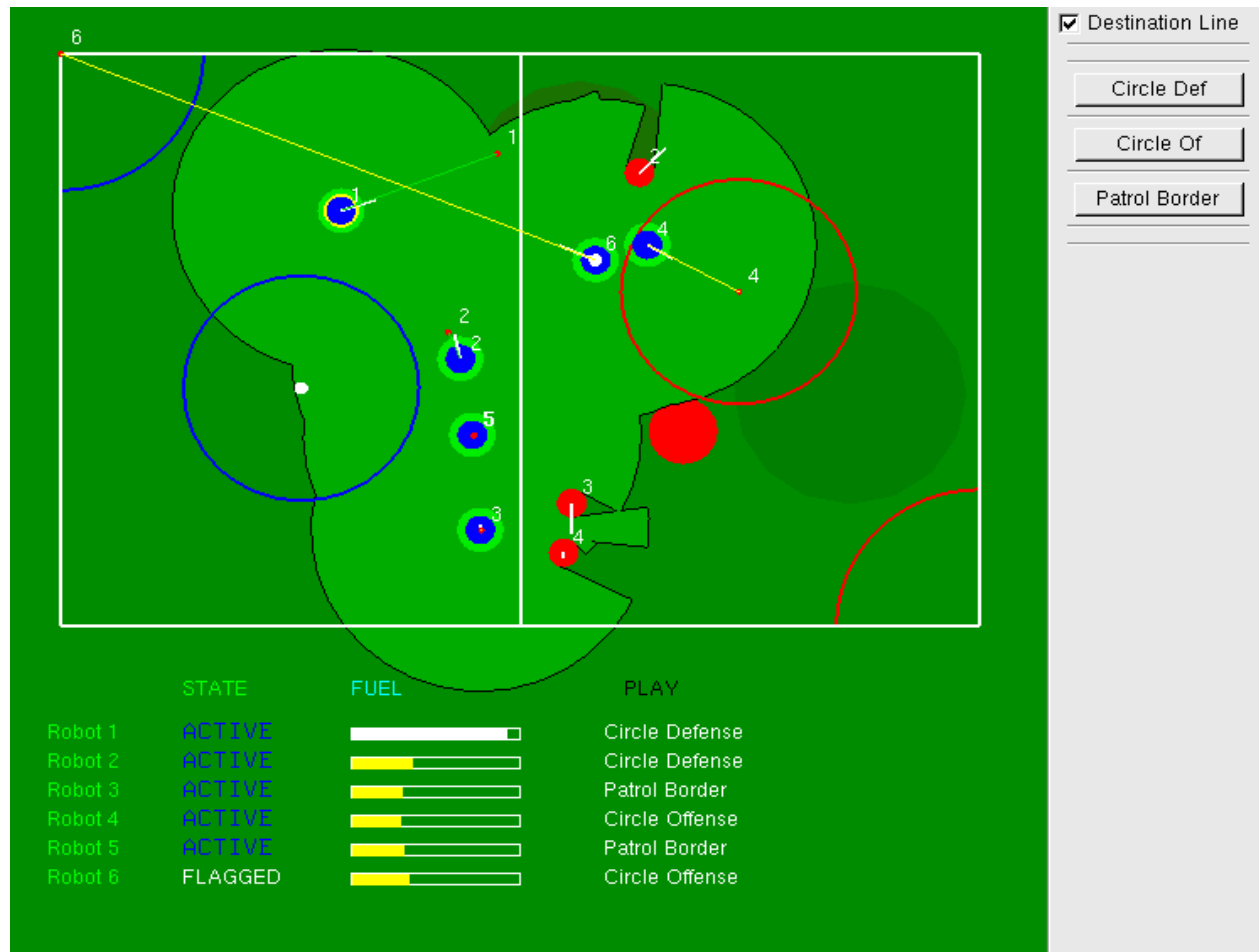 Destination Line
Circle Def
Circle Of
Patrol Border
6
1
2
1
4
6
4
2
2
5
3
3
4
STATE FUEL PLAY
Robot 1 ACTIVE Circle Defense
Robot 2 ACTIVE Circle Defense
Robot 3 ACTIVE Patrol Border
Robot 4 ACTIVE Circle Offense
Robot 5 ACTIVE Patrol Border
Robot 6 FLAGGED Circle Offense